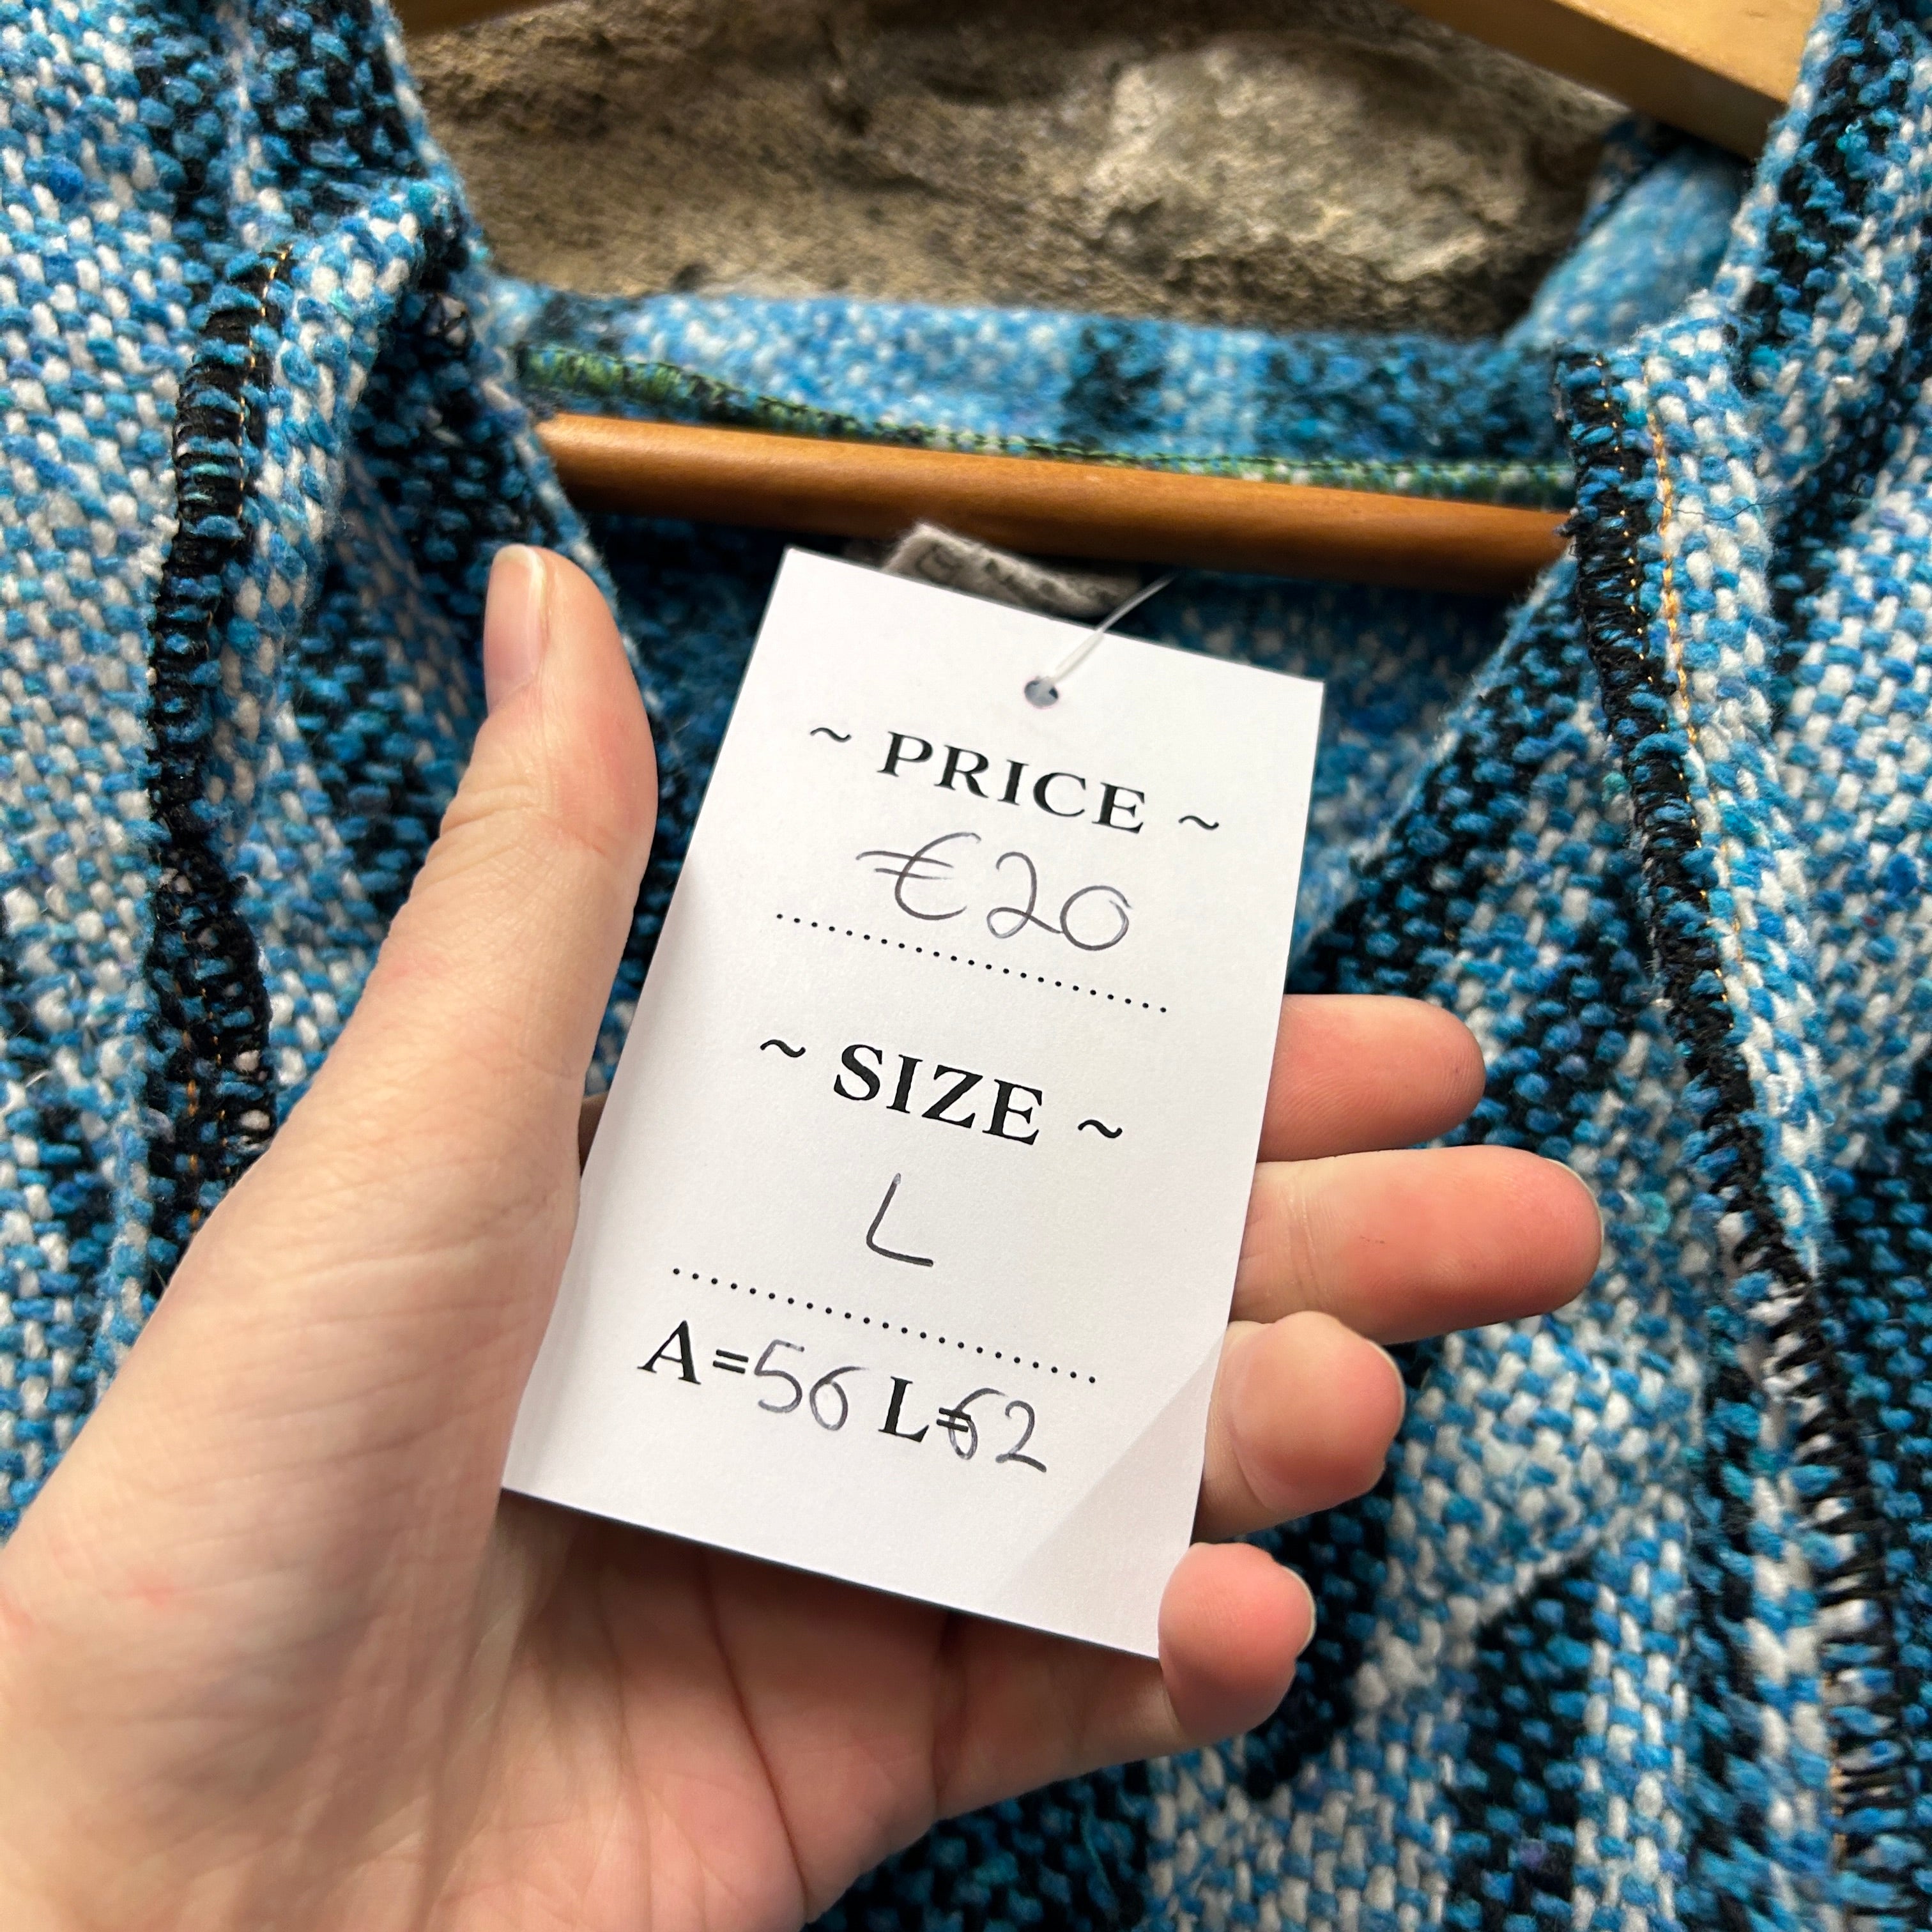 ~ PRICE ~
€20
~ SIZE ~
L
A=56 L=62